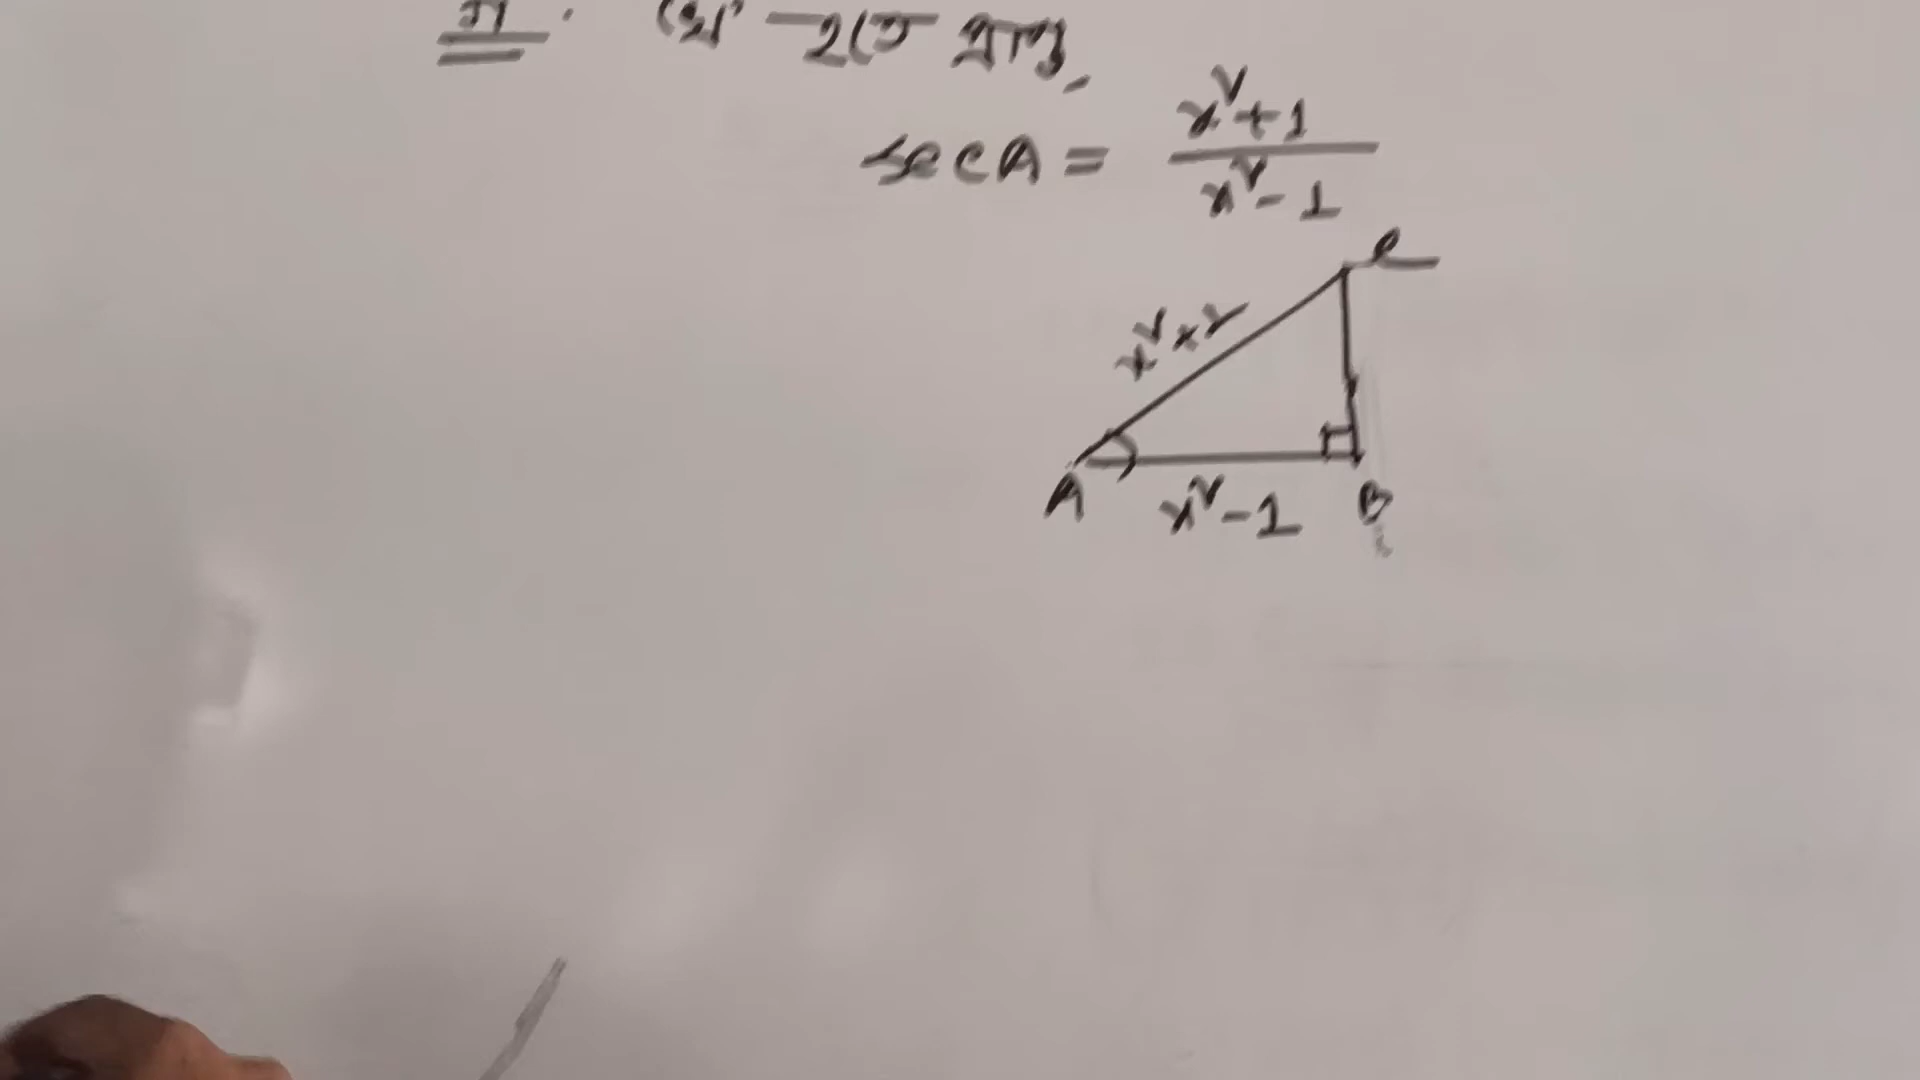 গ. 'খ' হতে প্রাপ্ত,
secA = x²+1 / x²-1
C
x²+1
A x²-1 B